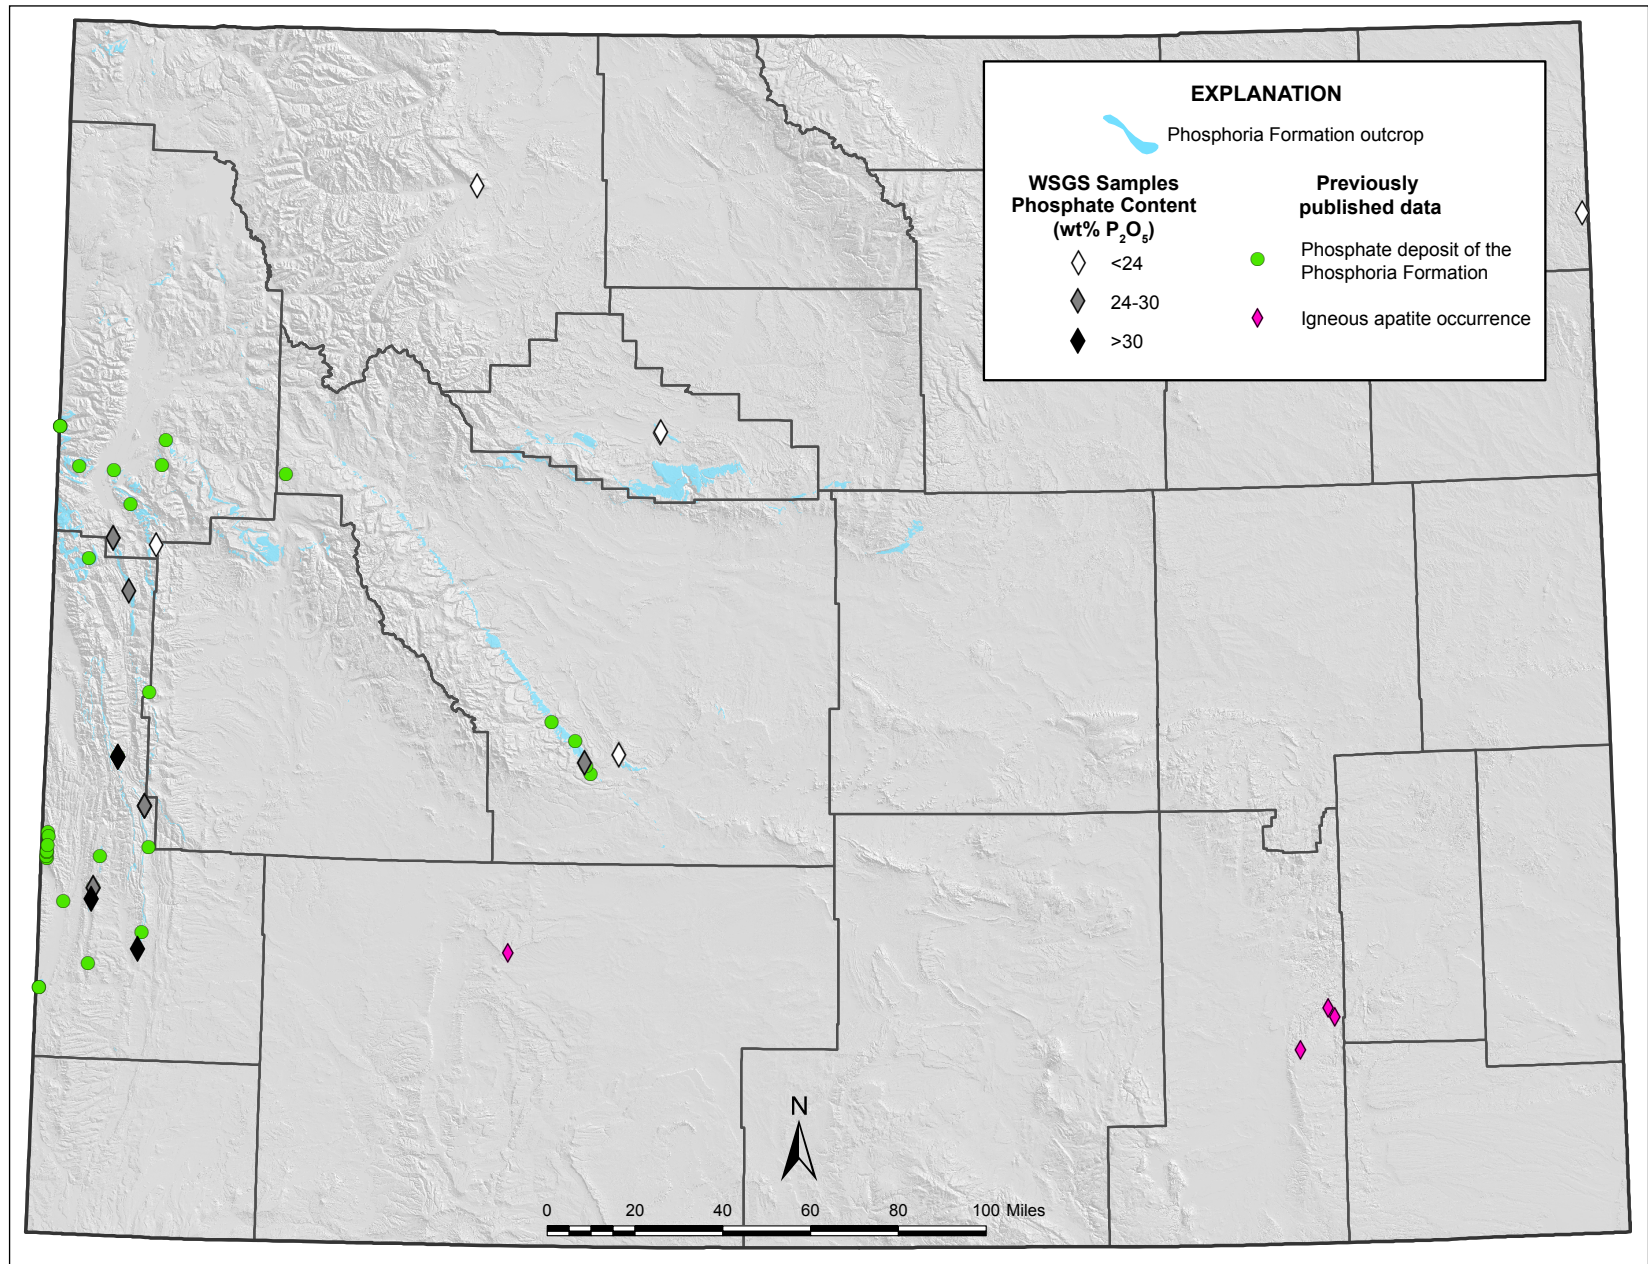 EXPLANATION
Phosphoria Formation outcrop
WSGS Samples
Phosphate Content
(wt% P₂O₅)
<24
24-30
>30
Previously
published data
Phosphate deposit of the
Phosphoria Formation
Igneous apatite occurrence
N
0 20 40 60 80 100 Miles